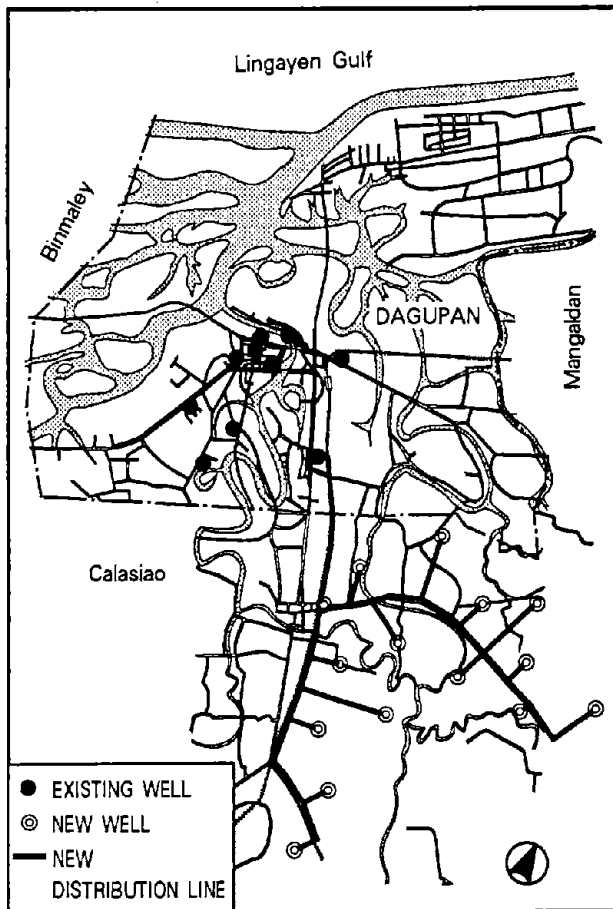 Lingayen Gulf
Binmaley
DAGUPAN
Mangaldan
Calasiao
EXISTING WELL
NEW WELL
NEW
DISTRIBUTION LINE